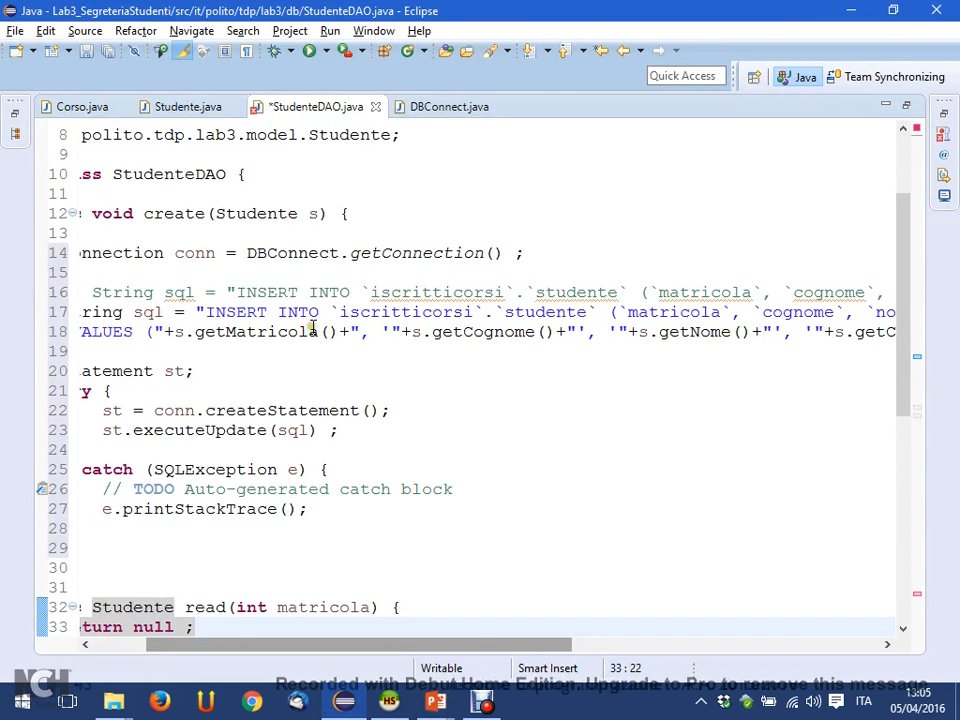 Lab3_SegreteriaStudenti/src/it/polito/tdp/lab3/db/StudenteDAO.java - Eclipse
File Edit Source Refactor Navigate Search Project Run Window Help
Quick Access
Java
Team Synchronizing
Corso.java
Studente.java
*StudenteDAO.java
DBConnect.java
8 polito.tdp.lab3.model.Studente;
9
10 ss StudenteDAO {
11
12 void create(Studente s) {
13
14 nnection conn = DBConnect.getConnection() ;
15
16 String sql = "INSERT INTO `iscritticorsi`.`studente` (`matricola`, `cognome`,
17 ring sql = "INSERT INTO `iscritticorsi`.`studente` (`matricola`, `cognome`, `no
18 VALUES ("+s.getMatricola()+", '"+s.getCognome()+"', '"+s.getNome()+"', '"+s.getC
19
20 atement st;
21 y {
22 st = conn.createStatement();
23 st.executeUpdate(sql) ;
24
25 catch (SQLException e) {
26 // TODO Auto-generated catch block
27 e.printStackTrace();
28
29
30
31
32 Studente read(int matricola) {
33 turn null ;
Writable
Smart Insert
33 : 22
NCH
Recorded with Debut Home Edition. Upgrade to Pro to remove this message
ITA
13:05
05/04/2016